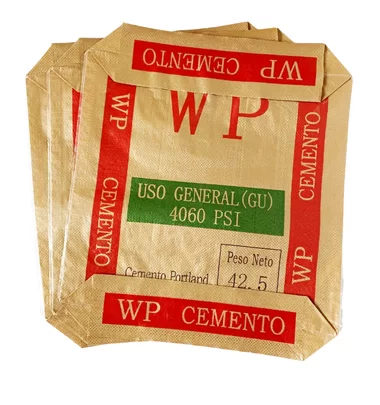 WP CEMENTO
WP
WP
CEMENTO
CEMENTO
WP
USO GENERAL(GU)
4060 PSI
CEMENTO
Peso Neto
42.5
Cemento Portland
WP CEMENTO